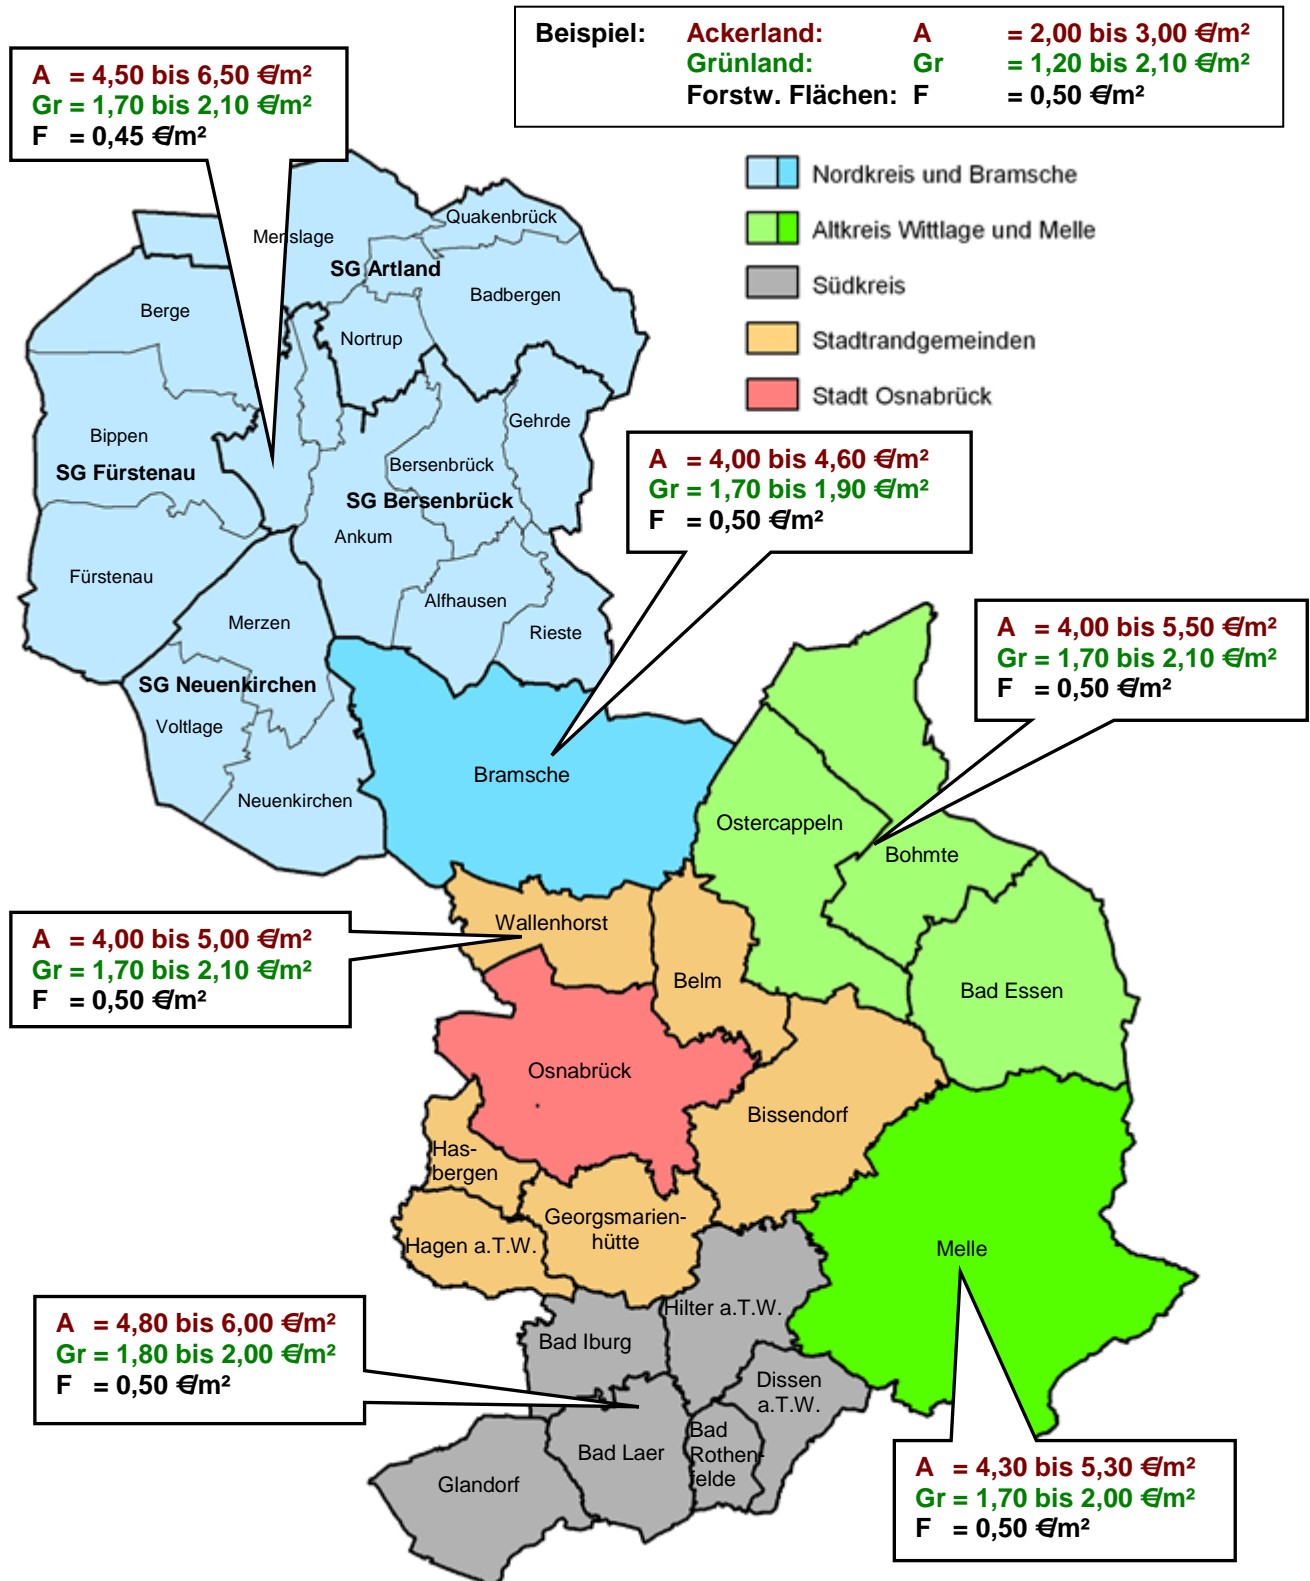 Beispiel: Ackerland: A = 2,00 bis 3,00 €/m²
Grünland: Gr = 1,20 bis 2,10 €/m²
Forstw. Flächen: F = 0,50 €/m²
A = 4,50 bis 6,50 €/m²
Gr = 1,70 bis 2,10 €/m²
F = 0,45 €/m²
Nordkreis und Bramsche
Altkreis Wittlage und Melle
Südkreis
Stadtrandgemeinden
Stadt Osnabrück
Menslage
Quakenbrück
SG Artland
Badbergen
Berge
Nortrup
Gehrde
Bippen
Bersenbrück
SG Fürstenau
SG Bersenbrück
Ankum
Fürstenau
Alfhausen
Merzen
Rieste
SG Neuenkirchen
Voltlage
Neuenkirchen
A = 4,00 bis 4,60 €/m²
Gr = 1,70 bis 1,90 €/m²
F = 0,50 €/m²
A = 4,00 bis 5,50 €/m²
Gr = 1,70 bis 2,10 €/m²
F = 0,50 €/m²
Bramsche
Ostercappeln
Bohmte
A = 4,00 bis 5,00 €/m²
Gr = 1,70 bis 2,10 €/m²
F = 0,50 €/m²
Wallenhorst
Belm
Bad Essen
Osnabrück
Bissendorf
Has-
bergen
Georgsmarien-
hütte
Hagen a.T.W.
Melle
A = 4,80 bis 6,00 €/m²
Gr = 1,80 bis 2,00 €/m²
F = 0,50 €/m²
Hilter a.T.W.
Bad Iburg
Dissen
a.T.W.
Bad
Rothen-
felde
Bad Laer
Glandorf
A = 4,30 bis 5,30 €/m²
Gr = 1,70 bis 2,00 €/m²
F = 0,50 €/m²